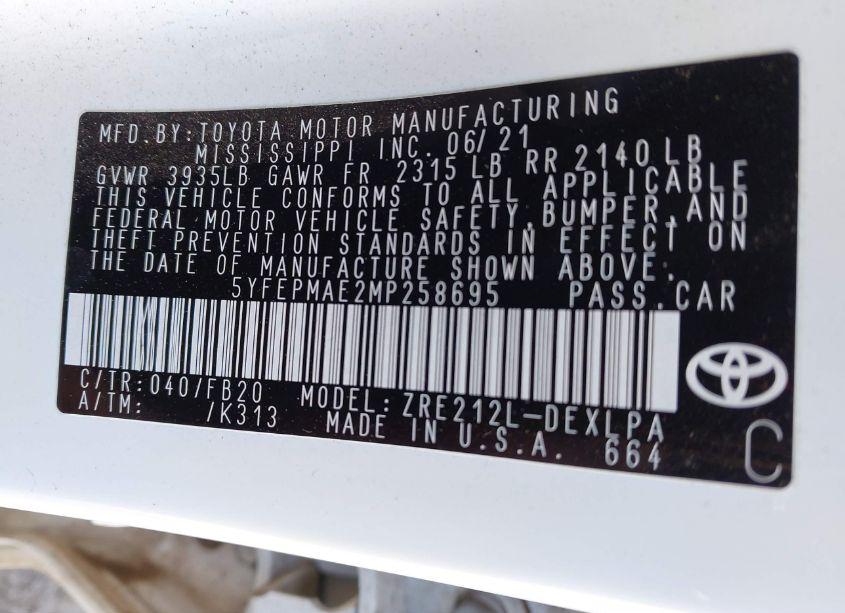 MFD.BY:TOYOTA MOTOR MANUFACTURING
MISSISSIPPI INC. 06/21
GVWR 3935LB GAWR FR 2315 LB RR 2140LB
THIS VEHICLE CONFORMS TO ALL APPLICABLE
FEDERAL MOTOR VEHICLE SAFETY,BUMPER,AND
THEFT PREVENTION STANDARDS IN EFFECT ON
THE DATE OF MANUFACTURE SHOWN ABOVE.
5YFEPMAE2MP258695 PASS.CAR
C/TR:040/FB20 MODEL:ZRE212L-DEXLPA
A/TM: /K313 MADE IN U.S.A. 664
C